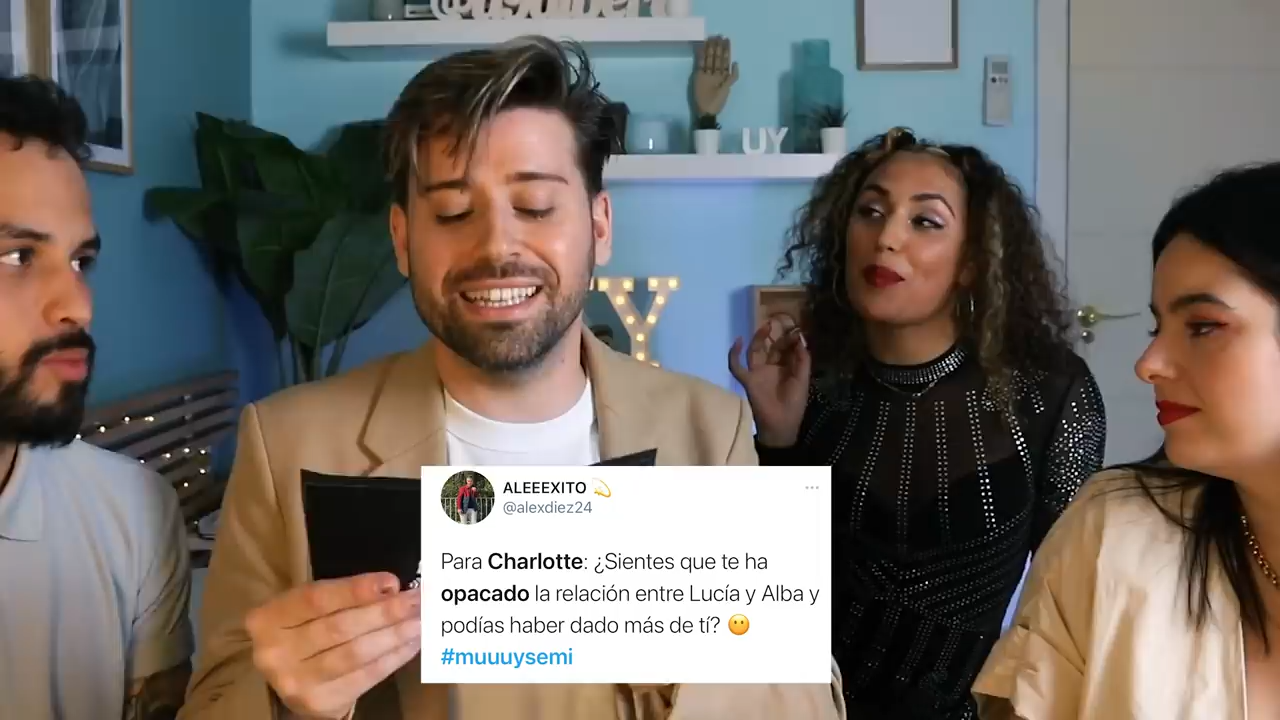 UY
Y
ALEEEXITO 💫
@alexdiez24
Para Charlotte: ¿Sientes que te ha
opacado la relación entre Lucía y Alba y
podías haber dado más de tí? 😶
#muuuysemi